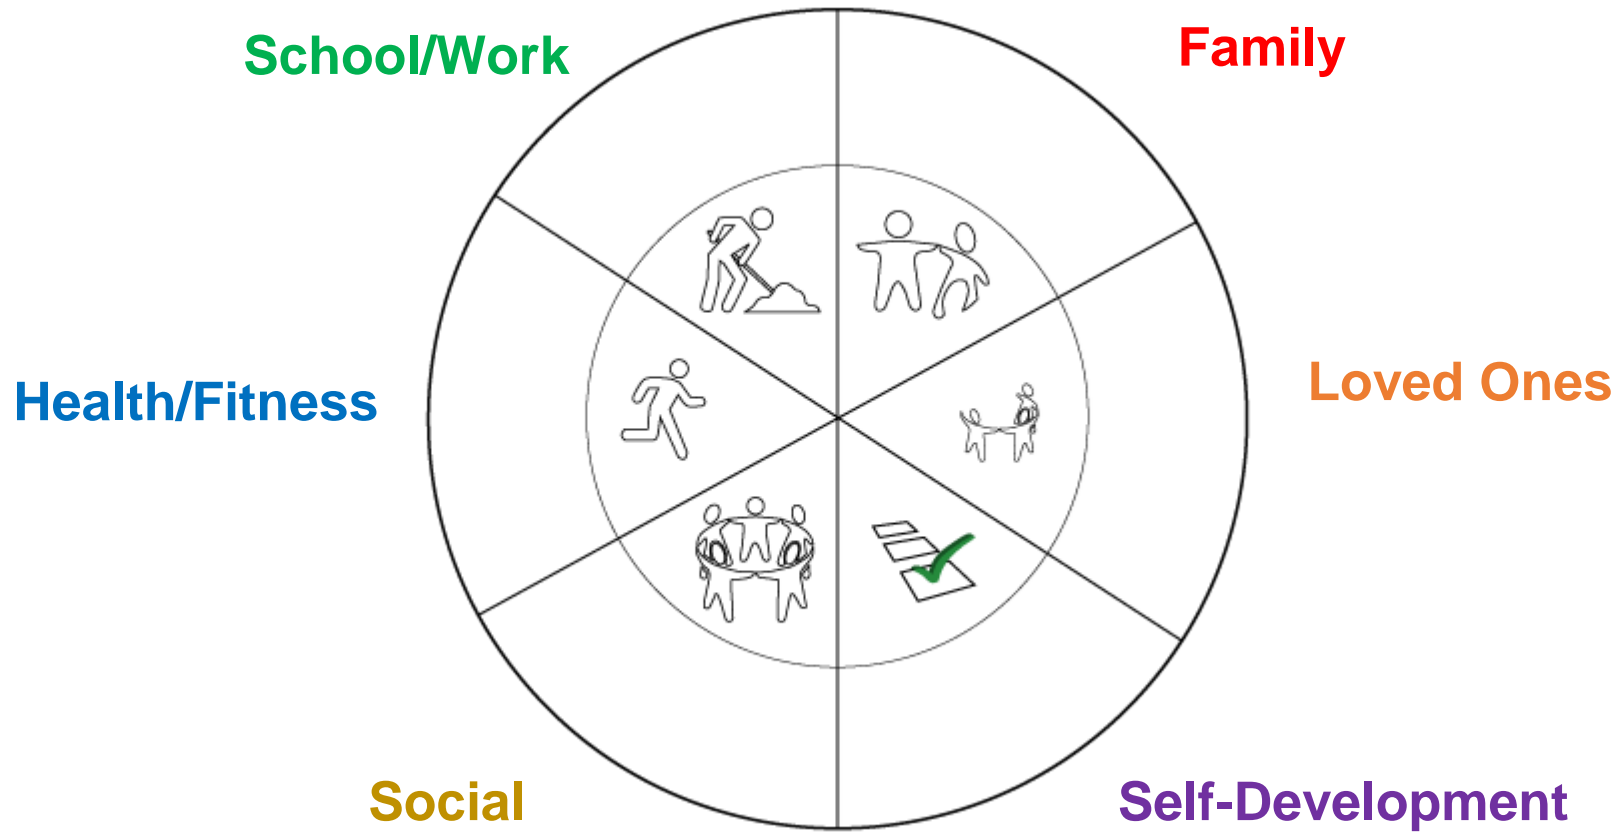 School/Work
Family
Health/Fitness
Loved Ones
Social
Self-Development